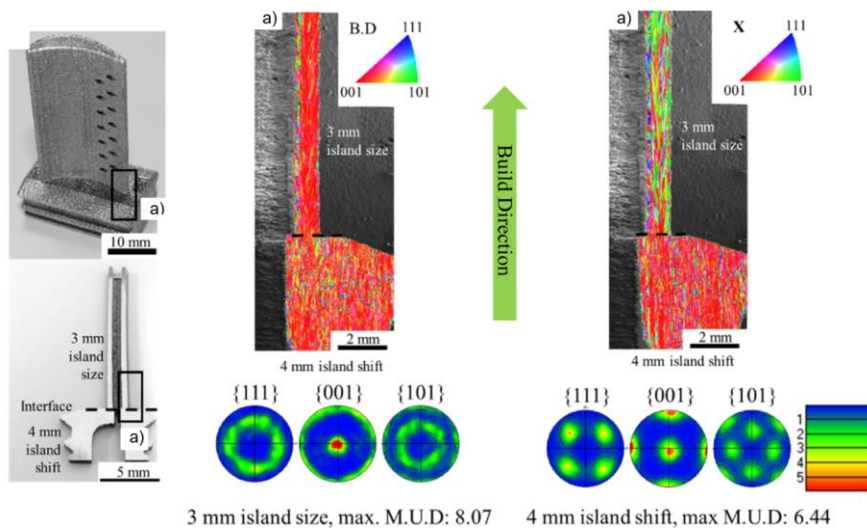 a)
10 mm
3 mm
island
size
Interface
4 mm
island
shift
a)
5 mm
a)
B.D
111
001
101
3 mm
island size
2 mm
4 mm island shift
Build Direction
a)
X
111
001
101
3 mm
island size
2 mm
4 mm island shift
{111}
{001}
{101}
{111}
{001}
{101}
1
2
3
4
5
3 mm island size, max. M.U.D: 8.07
4 mm island shift, max M.U.D: 6.44